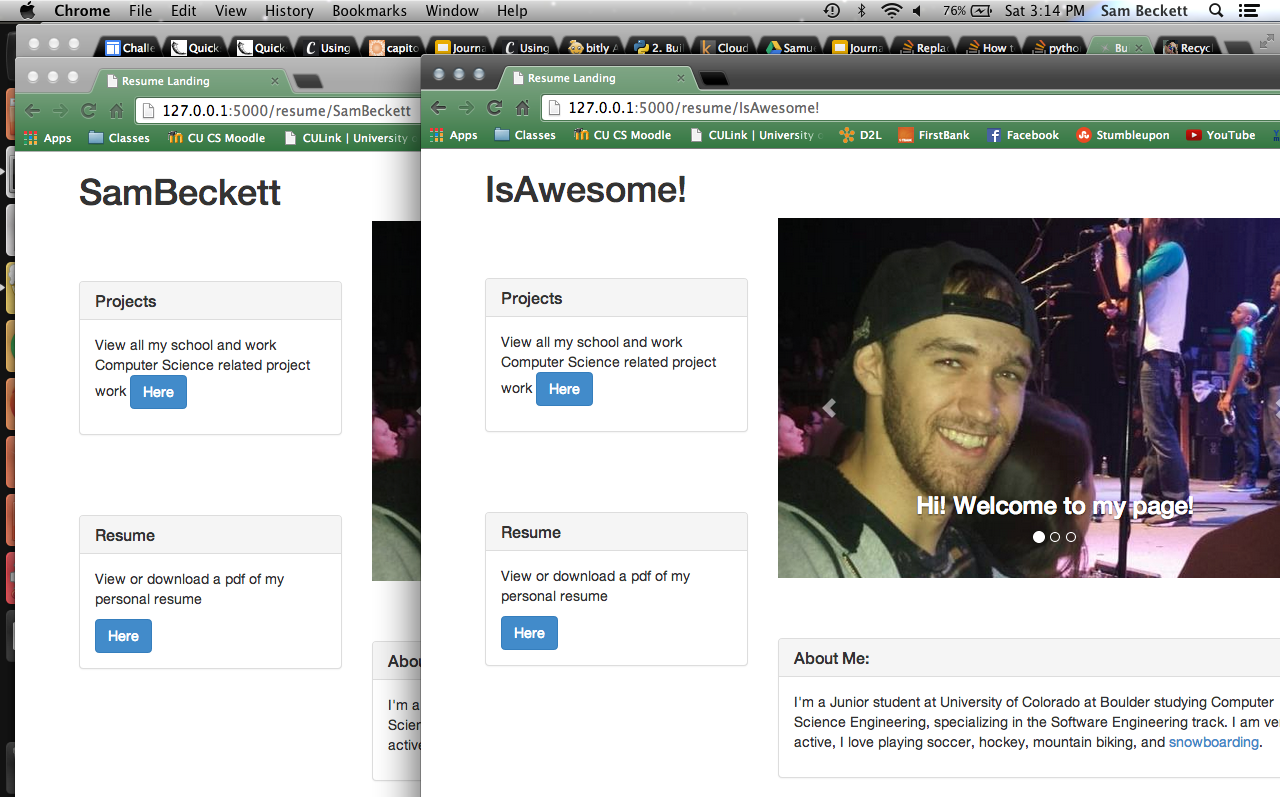 Chrome File Edit View History Bookmarks Window Help 76% Sat 3:14 PM Sam Beckett
Challe Quick Quick Using capito Journa Using bitly A 2. Buil Cloud Samu Journa Replac How t pytho Bu Recyc
Resume Landing
127.0.0.1:5000/resume/SamBeckett
Apps Classes CU CS Moodle CULink | University
SamBeckett
Projects
View all my school and work
Computer Science related project
work Here
Resume
View or download a pdf of my
personal resume
Here
Abou
I'm a
Scien
active
Resume Landing
127.0.0.1:5000/resume/IsAwesome!
Apps Classes CU CS Moodle CULink | University c D2L FirstBank Facebook Stumbleupon YouTube
IsAwesome!
Projects
View all my school and work
Computer Science related project
work Here
Resume
View or download a pdf of my
personal resume
Here
Hi! Welcome to my page!
About Me:
I'm a Junior student at University of Colorado at Boulder studying Computer
Science Engineering, specializing in the Software Engineering track. I am ve
active, I love playing soccer, hockey, mountain biking, and snowboarding.